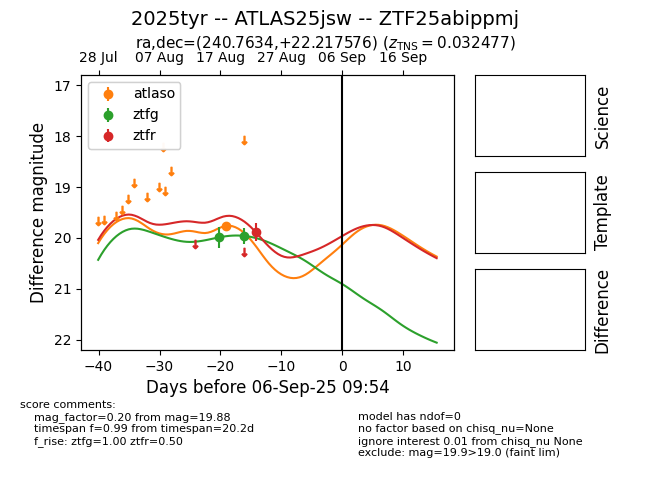 2025tyr -- ATLAS25jsw -- ZTF25abippmj
ra,dec=(240.7634,+22.217576) (zTNS = 0.032477)
28 Jul 07 Aug 17 Aug 27 Aug 06 Sep 16 Sep
atlaso
ztfg
ztfr
17
18
19
20
21
22
Difference magnitude
−40 −30 −20 −10 0 10
Days before 06-Sep-25 09:54
Science
Template
Difference
score comments:
mag_factor=0.20 from mag=19.88
timespan f=0.99 from timespan=20.2d
f_rise: ztfg=1.00 ztfr=0.50
model has ndof=0
no factor based on chisq_nu=None
ignore interest 0.01 from chisq_nu None
exclude: mag=19.9>19.0 (faint lim)